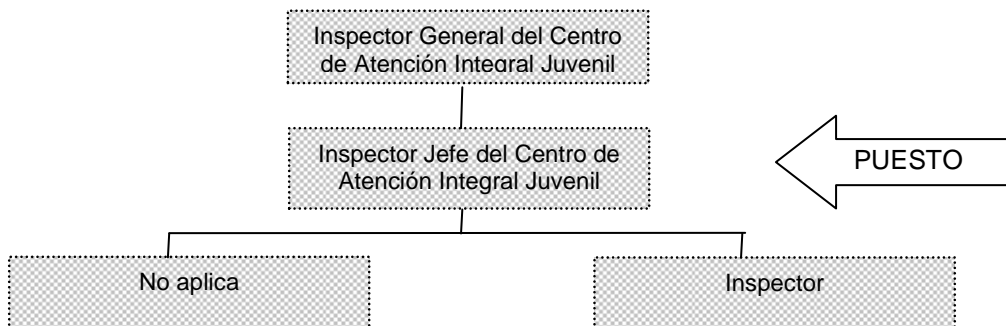 Inspector General del Centro
de Atención Integral Juvenil
Inspector Jefe del Centro de
Atención Integral Juvenil
PUESTO
No aplica
Inspector